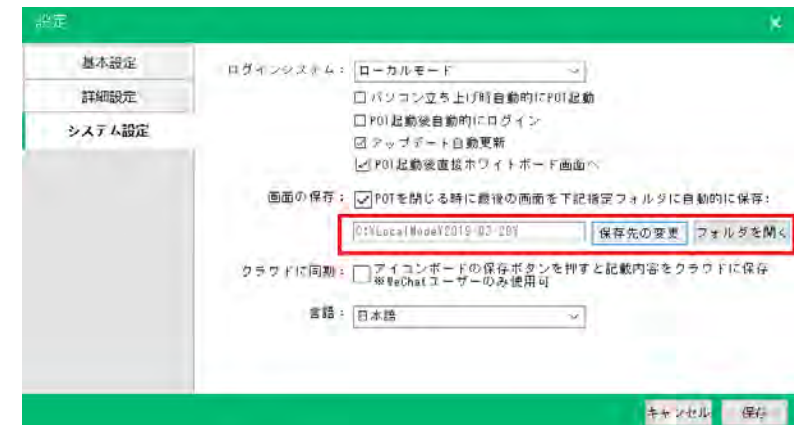 設定
基本設定
詳細設定
システム設定
ログインシステム： ローカルモード
パソコン立ち上げ時自動的にPOT起動
POT起動後自動的にログイン
アップデート自動更新
POT起動後直接ホワイトボード画面へ
画面の保存： POTを閉じる時に最後の画面を下記指定フォルダに自動的に保存：
C:¥LocalMode¥2019-03-28¥ 保存先の変更 フォルダを開く
クラウドに同期： アイコンボードの保存ボタンを押すと記載内容をクラウドに保存
※WeChatユーザーのみ使用可
言語： 日本語
キャンセル 保存